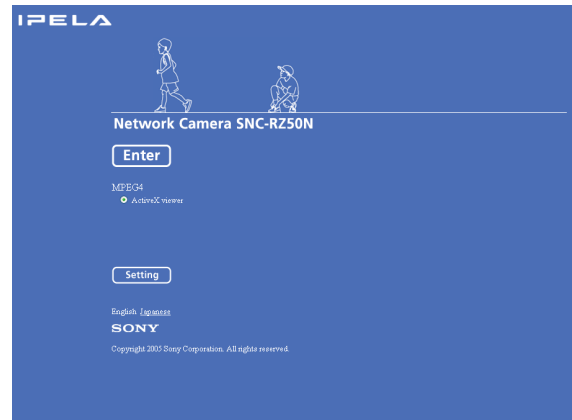 IPELA
Network Camera SNC-RZ50N
Enter
MPEG4
ActiveX viewer
Setting
English Japanese
SONY
Copyright 2005 Sony Corporation. All rights reserved.